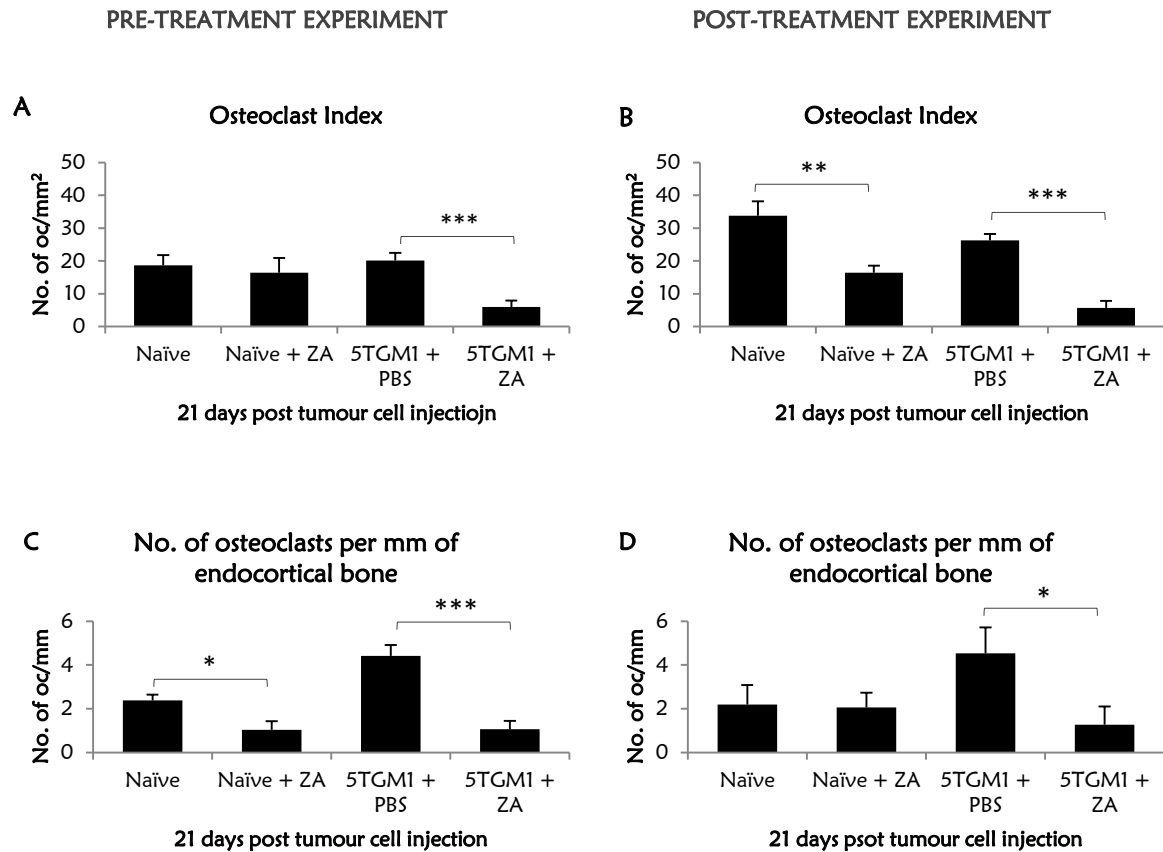 PRE-TREATMENT EXPERIMENT
POST-TREATMENT EXPERIMENT
A
Osteoclast Index
No. of oc/mm²
50
40
30
20
10
0
***
Naïve
Naïve + ZA
5TGM1 +
PBS
5TGM1 +
ZA
21 days post tumour cell injectiojn
B
Osteoclast Index
No. of oc/mm²
50
40
30
20
10
0
**
***
Naïve
Naïve + ZA
5TGM1 +
PBS
5TGM1 +
ZA
21 days post tumour cell injection
C
No. of osteoclasts per mm of
endocortical bone
No. of oc/mm
6
4
2
0
*
***
Naïve
Naïve + ZA
5TGM1 +
PBS
5TGM1 +
ZA
21 days post tumour cell injection
D
No. of osteoclasts per mm of
endocortical bone
No. of oc/mm
6
4
2
0
*
Naïve
Naïve + ZA
5TGM1 +
PBS
5TGM1 +
ZA
21 days psot tumour cell injection